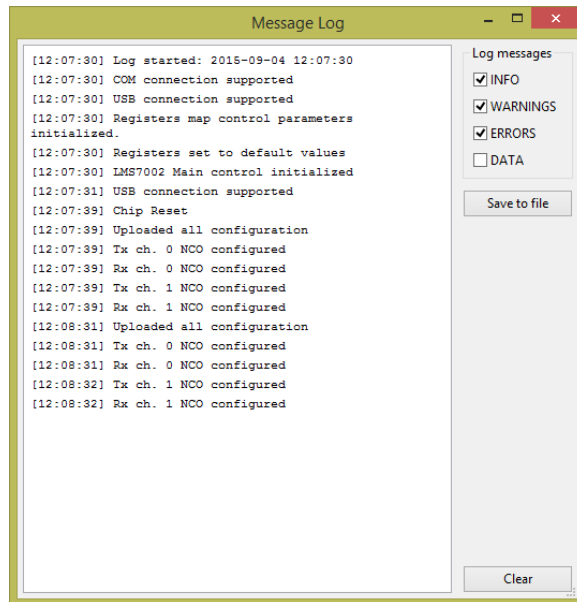 Message Log
[12:07:30] Log started: 2015-09-04 12:07:30
[12:07:30] COM connection supported
[12:07:30] USB connection supported
[12:07:30] Registers map control parameters
initialized.
[12:07:30] Registers set to default values
[12:07:30] LMS7002 Main control initialized
[12:07:31] USB connection supported
[12:07:39] Chip Reset
[12:07:39] Uploaded all configuration
[12:07:39] Tx ch. 0 NCO configured
[12:07:39] Rx ch. 0 NCO configured
[12:07:39] Tx ch. 1 NCO configured
[12:07:39] Rx ch. 1 NCO configured
[12:08:31] Uploaded all configuration
[12:08:31] Tx ch. 0 NCO configured
[12:08:31] Rx ch. 0 NCO configured
[12:08:32] Tx ch. 1 NCO configured
[12:08:32] Rx ch. 1 NCO configured
Log messages
INFO
WARNINGS
ERRORS
DATA
Save to file
Clear